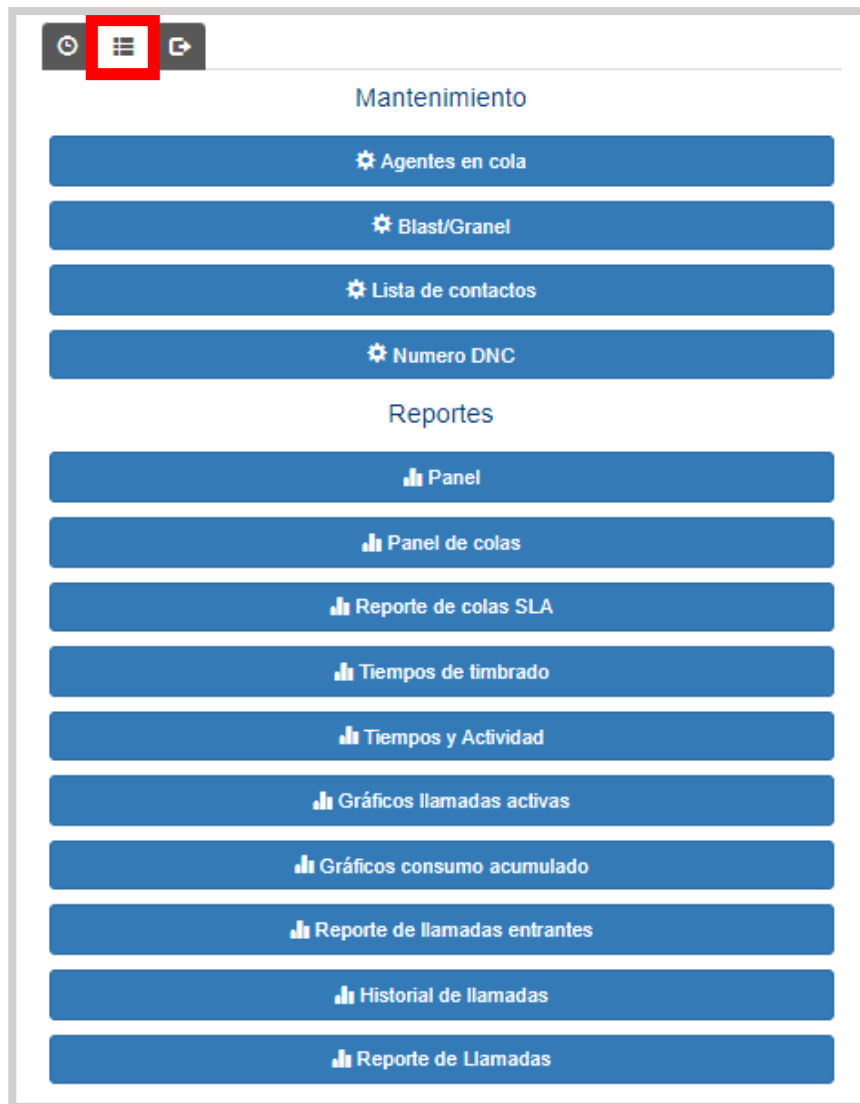 Mantenimiento
Agentes en cola
Blast/Granel
Lista de contactos
Numero DNC
Reportes
Panel
Panel de colas
Reporte de colas SLA
Tiempos de timbrado
Tiempos y Actividad
Gráficos llamadas activas
Gráficos consumo acumulado
Reporte de llamadas entrantes
Historial de llamadas
Reporte de Llamadas